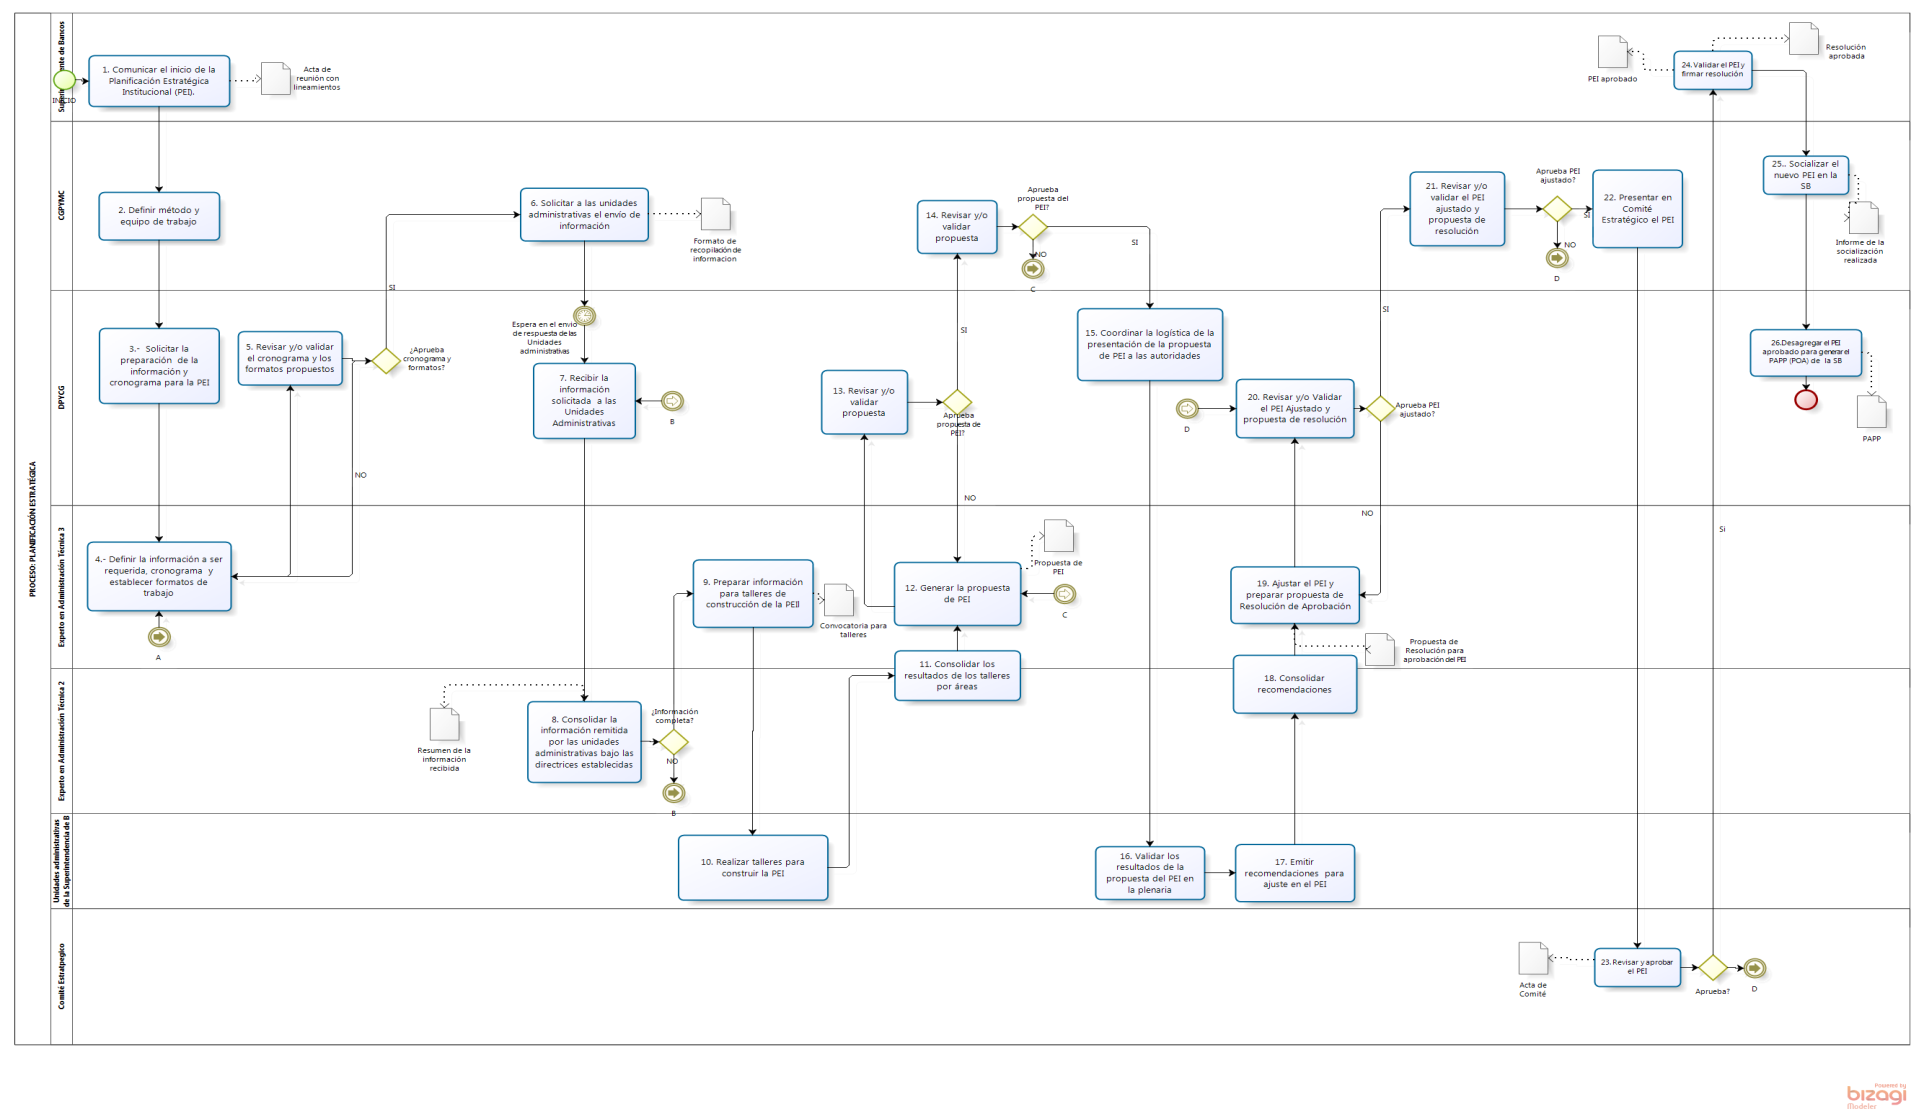 PROCESO: PLANIFICACIÓN ESTRATÉGICA
de Bancos
INICIO
1. Comunicar el inicio de la
Planificación Estratégica
Institucional (PEI).
Acta de
reunión con
lineamientos
24. Validar el PEI y
firmar resolución
PEI aprobado
Resolución
aprobada
CGPYMC
2. Definir método y
equipo de trabajo
6. Solicitar a las unidades
administrativas el envío de
información
Formato de
recopilación de
informacion
14. Revisar y/o
validar
propuesta
Aprueba
propuesta del
PEI?
SI
NO
C
21. Revisar y/o
validar el PEI
ajustado y
propuesta de
resolución
Aprueba PEI
ajustado?
SI
NO
D
22. Presentar en
Comité
Estratégico el PEI
25.. Socializar el
nuevo PEI en la
SB
Informe de la
socialización
realizada
DPYCG
3.- Solicitar la
preparación de la
información y
cronograma para la PEI
5. Revisar y/o validar
el cronograma y los
formatos propuestos
¿Aprueba
cronograma y
formatos?
SI
NO
Espera en el envio
de respuesta de las
Unidades
administrativas
7. Recibir la
información
solicitada a las
Unidades
Administrativas
B
13. Revisar y/o
validar
propuesta
Aprueba
propuesta de
PEI?
SI
NO
15. Coordinar la logística de la
presentación de la propuesta
de PEI a las autoridades
D
20. Revisar y/o Validar
el PEI Ajustado y
propuesta de resolución
Aprueba PEI
ajustado?
SI
NO
26.Desagregar el PEI
aprobado para generar el
PAPP (POA) de la SB
PAPP
Experto en Administración Técnica 3
4.- Definir la información a ser
requerida, cronograma y
establecer formatos de
trabajo
A
9. Preparar información
para talleres de
construcción de la PEII
Convocatoria para
talleres
12. Generar la propuesta
de PEI
Propuesta de
PEI
C
11. Consolidar los
resultados de los talleres
por áreas
19. Ajustar el PEI y
preparar propuesta de
Resolución de Aprobación
Propuesta de
Resolución para
aprobación del PEI
Si
Experto en Administración Técnica 2
Resumen de la
información
recibida
8. Consolidar la
información remitida
por las unidades
administrativas bajo las
directrices establecidas
¿Información
completa?
NO
B
18. Consolidar
recomendaciones
Unidades administrativas
de la Superintendencia de B
10. Realizar talleres para
construir la PEI
16. Validar los
resultados de la
propuesta del PEI en
la plenaria
17. Emitir
recomendaciones para
ajuste en el PEI
Comité Estratpegico
Acta de
Comité
23. Revisar y aprobar
el PEI
Aprueba?
D
Powered by
bizagi
Modeler